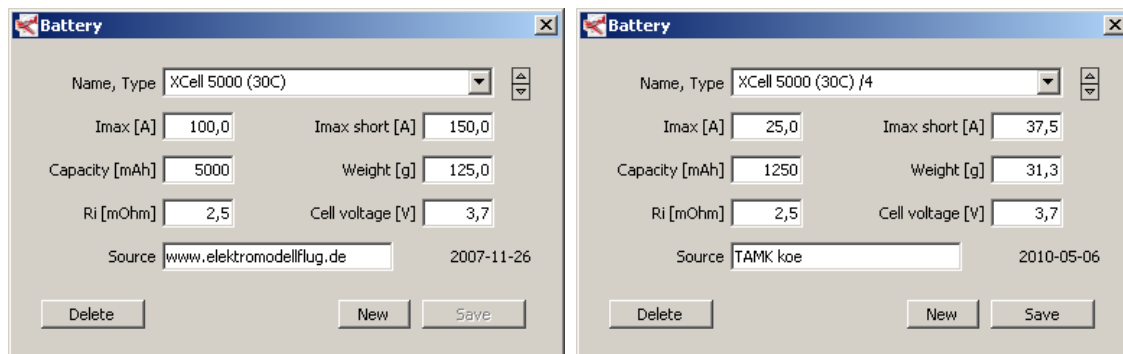 Battery
Name, Type XCell 5000 (30C)
Imax [A] 100,0 Imax short [A] 150,0
Capacity [mAh] 5000 Weight [g] 125,0
Ri [mOhm] 2,5 Cell voltage [V] 3,7
Source www.elektromodellflug.de 2007-11-26
Delete New Save
Battery
Name, Type XCell 5000 (30C) /4
Imax [A] 25,0 Imax short [A] 37,5
Capacity [mAh] 1250 Weight [g] 31,3
Ri [mOhm] 2,5 Cell voltage [V] 3,7
Source TAMK koe 2010-05-06
Delete New Save